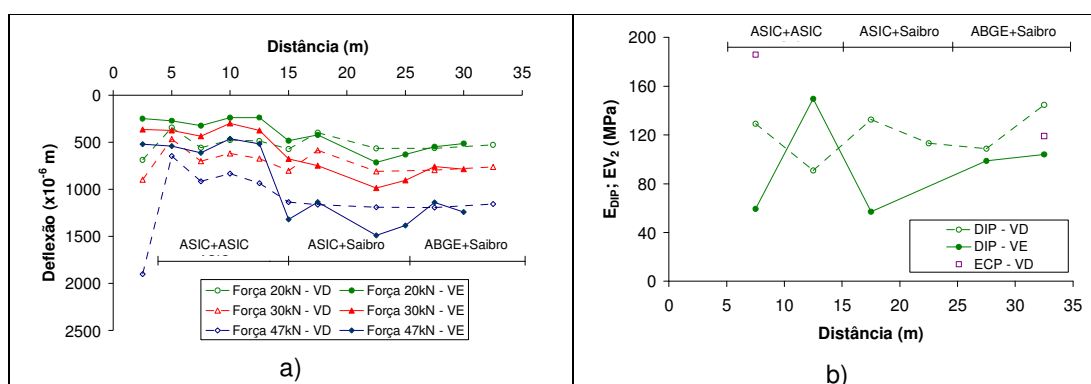 Distância (m)
0 5 10 15 20 25 30 35
0
500
1000
1500
2000
2500
Deflexão (x10⁻⁶ m)
ASIC+ASIC ASIC+Saibro ABGE+Saibro
Força 20kN - VD Força 20kN - VE
Força 30kN - VD Força 30kN - VE
Força 47kN - VD Força 47kN - VE
a)
ASIC+ASIC ASIC+Saibro ABGE+Saibro
200
160
120
80
40
0
E_DIP; EV₂ (MPa)
DIP - VD
DIP - VE
ECP - VD
0 5 10 15 20 25 30 35
Distância (m)
b)